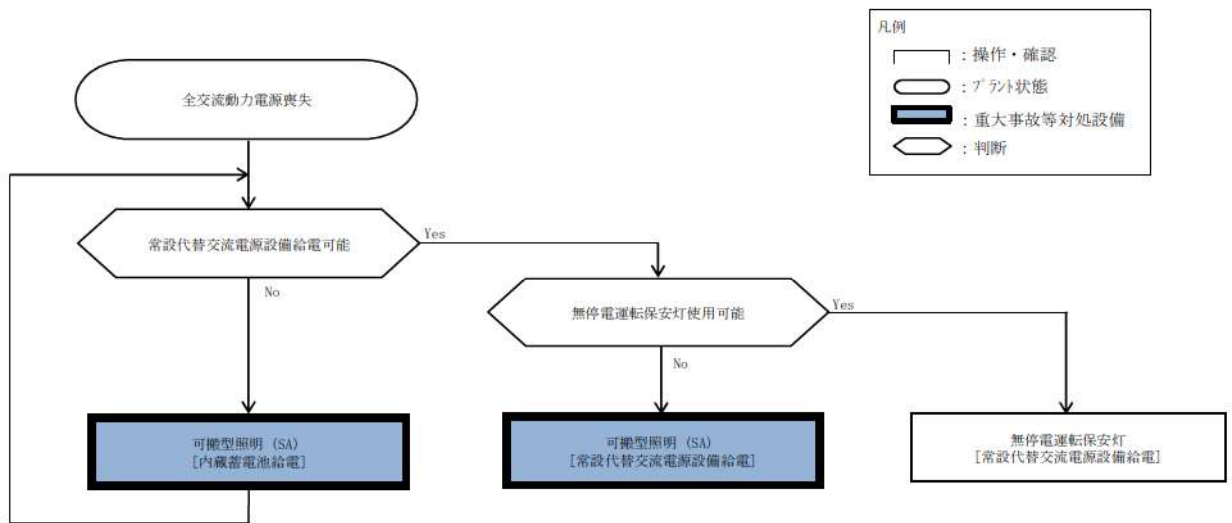 凡例
：操作・確認
：プラント状態
：重大事故等対処設備
：判断
全交流動力電源喪失
常設代替交流電源設備給電可能
Yes
No
無停電運転保安灯使用可能
Yes
No
可搬型照明 (SA)
[内蔵蓄電池給電]
可搬型照明 (SA)
[常設代替交流電源設備給電]
無停電運転保安灯
[常設代替交流電源設備給電]